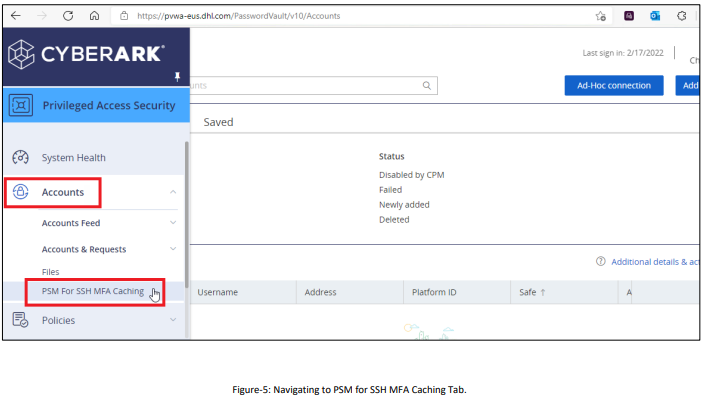 https://pvwa-eus.dhl.com/PasswordVault/v10/Accounts
CYBERARK
Last sign in: 2/17/2022
Ch
unts
Ad-Hoc connection
Add
Privileged Access Security
Saved
System Health
Status
Disabled by CPM
Failed
Newly added
Deleted
Accounts
Accounts Feed
Accounts & Requests
Additional details & act
Files
PSM For SSH MFA Caching
Username Address Platform ID Safe A
Policies
Figure-5: Navigating to PSM for SSH MFA Caching Tab.